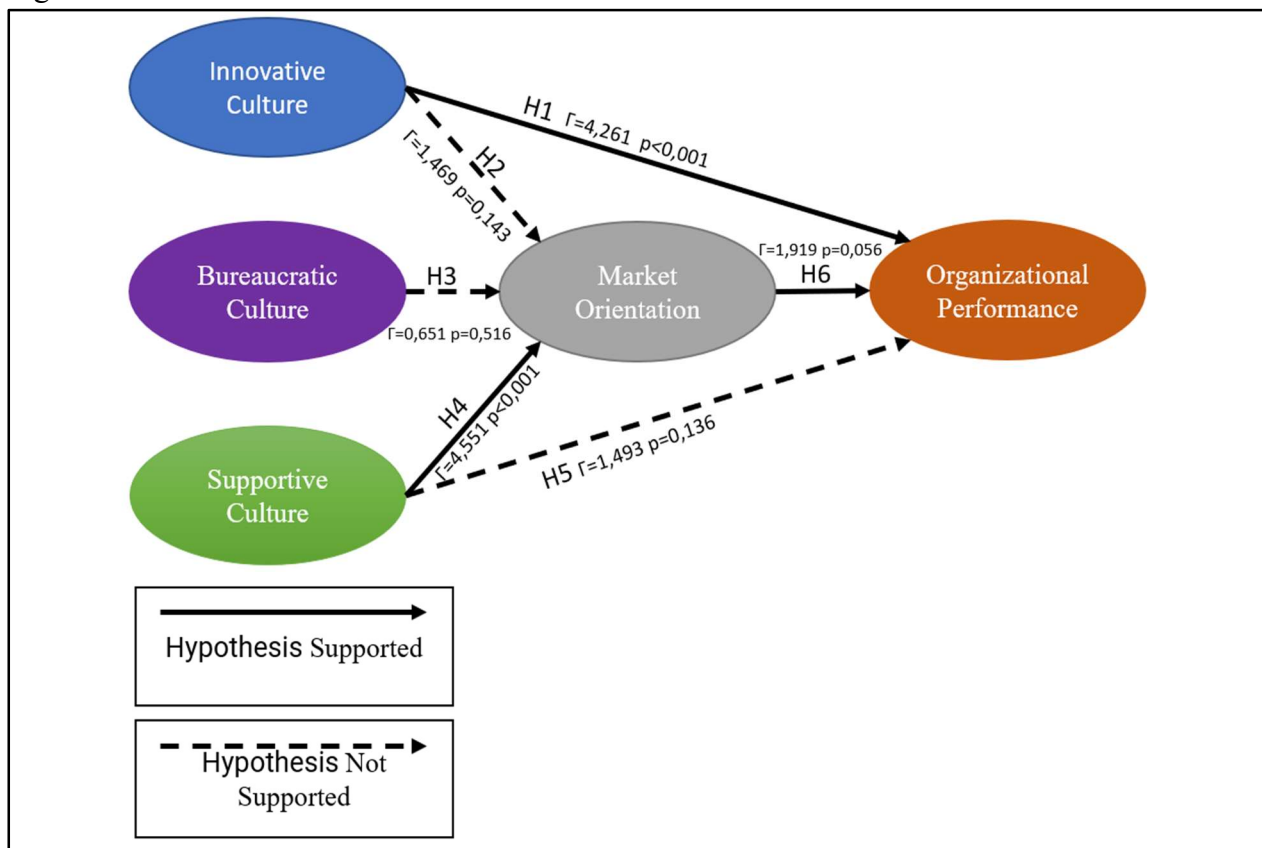 Innovative
Culture
H1 Γ=4,261 p<0,001
H2
Γ=1,469 p=0,143
Bureaucratic
Culture
H3
Γ=0,651 p=0,516
Market
Orientation
Γ=1,919 p=0,056
H6
Organizational
Performance
H4
Γ=4,551 p<0,001
H5 Γ=1,493 p=0,136
Supportive
Culture
Hypothesis Supported
Hypothesis Not
Supported